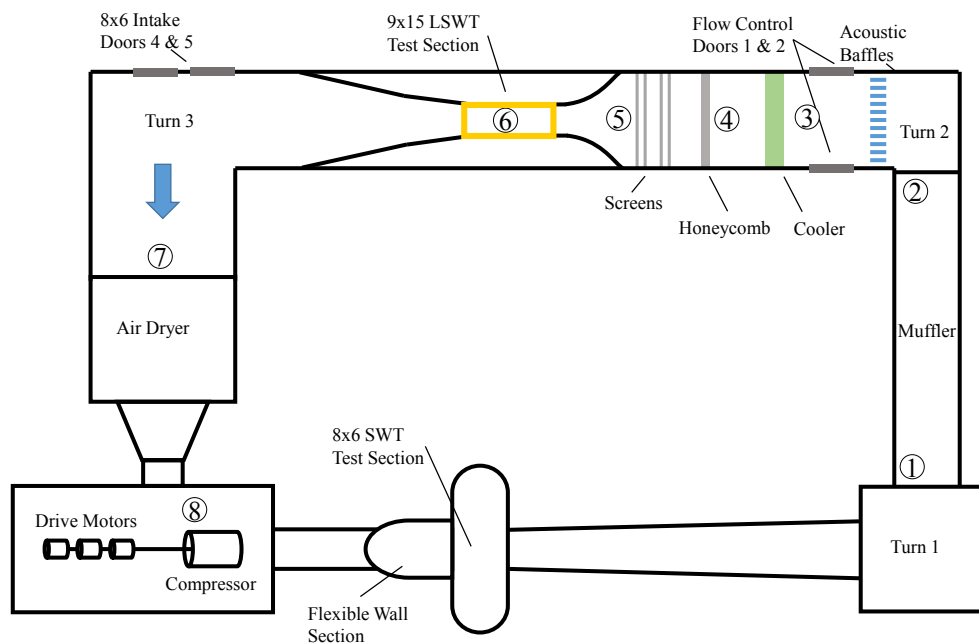 8x6 Intake
Doors 4 & 5
9x15 LSWT
Test Section
Flow Control
Doors 1 & 2
Acoustic
Baffles
Turn 3
⑥
⑤
④
③
Turn 2
②
Screens
Honeycomb
Cooler
⑦
Air Dryer
Muffler
8x6 SWT
Test Section
①
⑧
Drive Motors
Compressor
Turn 1
Flexible Wall
Section